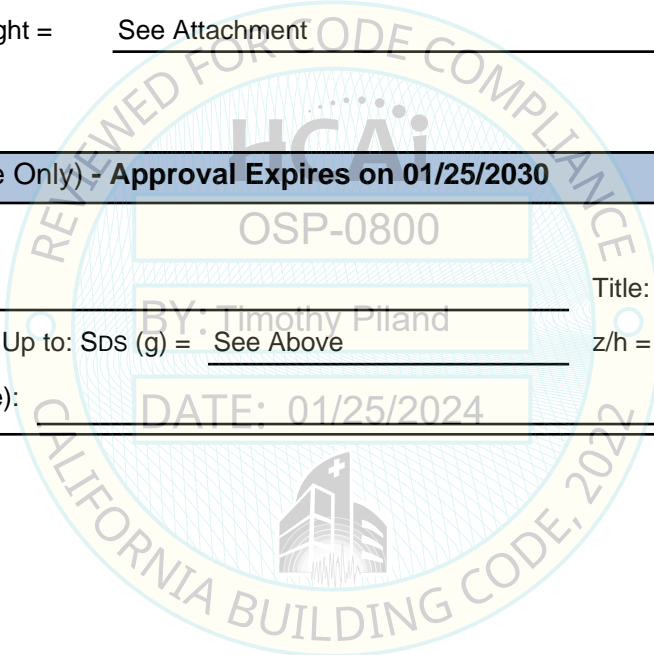 ght = See Attachment
REVIEWED FOR CODE COMPLIANCE
HCAi
e Only) - Approval Expires on 01/25/2030
OSP-0800
Title:
BY: Timothy Piland
Up to: SDS (g) = See Above z/h =
e):
DATE: 01/25/2024
CALIFORNIA BUILDING CODE, 2022